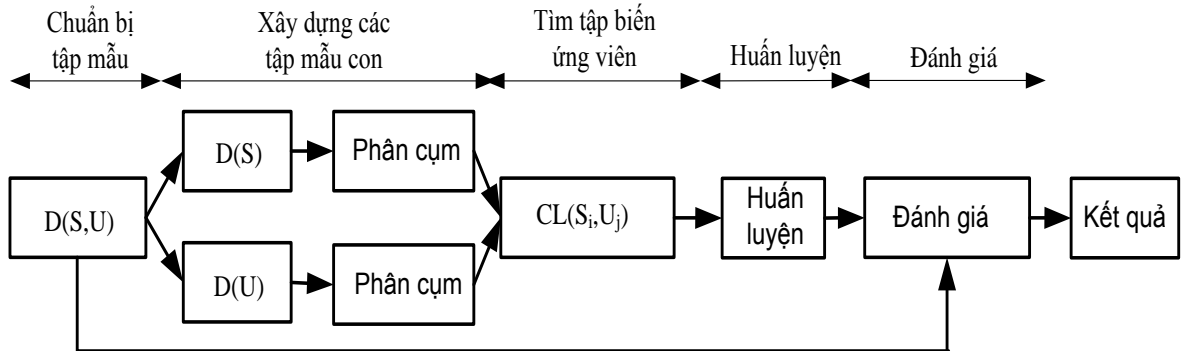 Chuẩn bị
tập mẫu
Xây dựng các
tập mẫu con
Tìm tập biến
ứng viên
Huấn luyện
Đánh giá
D(S,U)
D(S)
Phân cụm
D(U)
Phân cụm
CL(Si,Uj)
Huấn
luyện
Đánh giá
Kết quả